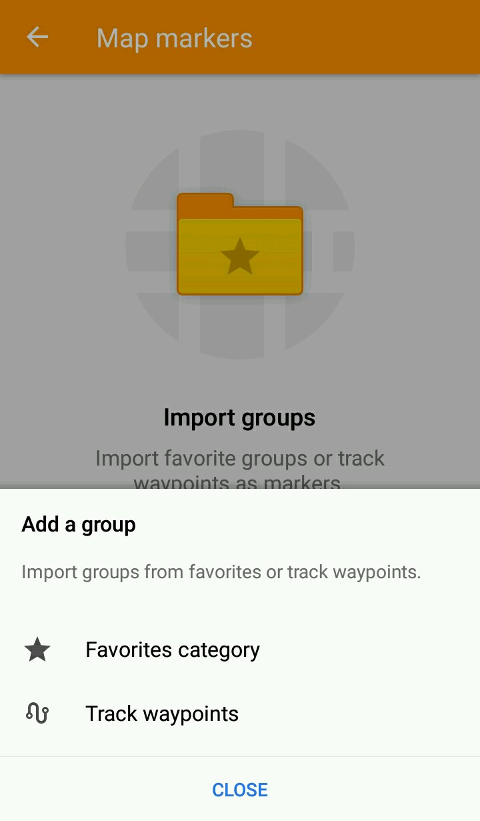 Map markers
Import groups
Import favorite groups or track
waypoints as markers.
Add a group
Import groups from favorites or track waypoints.
Favorites category
Track waypoints
CLOSE